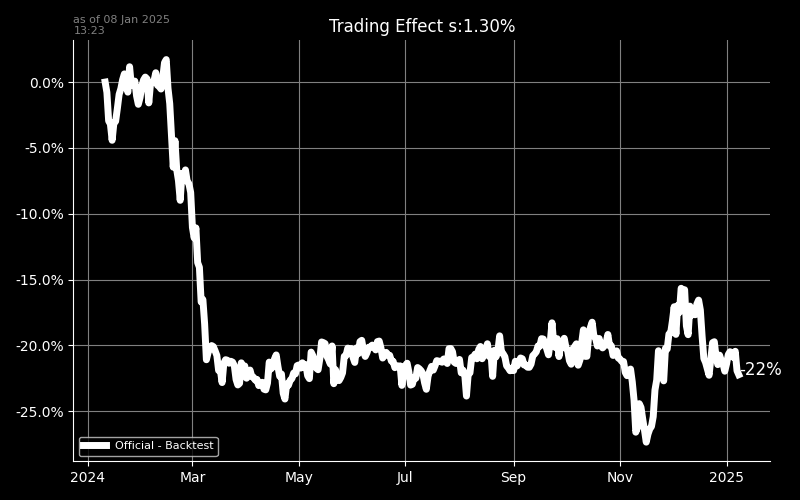 as of 08 Jan 2025
13:23
Trading Effect s:1.30%
0.0%
-5.0%
-10.0%
-15.0%
-20.0%
-25.0%
-22%
Official - Backtest
2024 Mar May Jul Sep Nov 2025